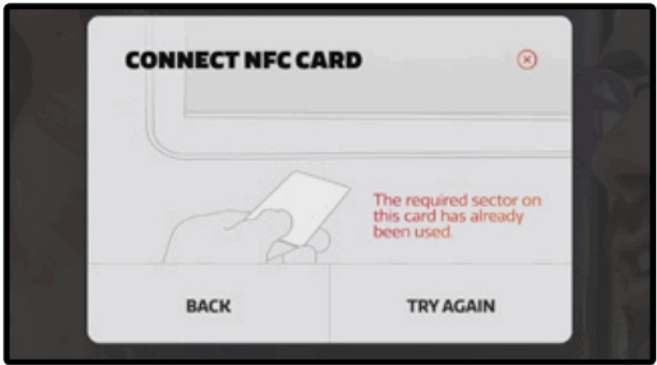 CONNECT NFC CARD
The required sector on
this card has already
been used.
BACK
TRY AGAIN